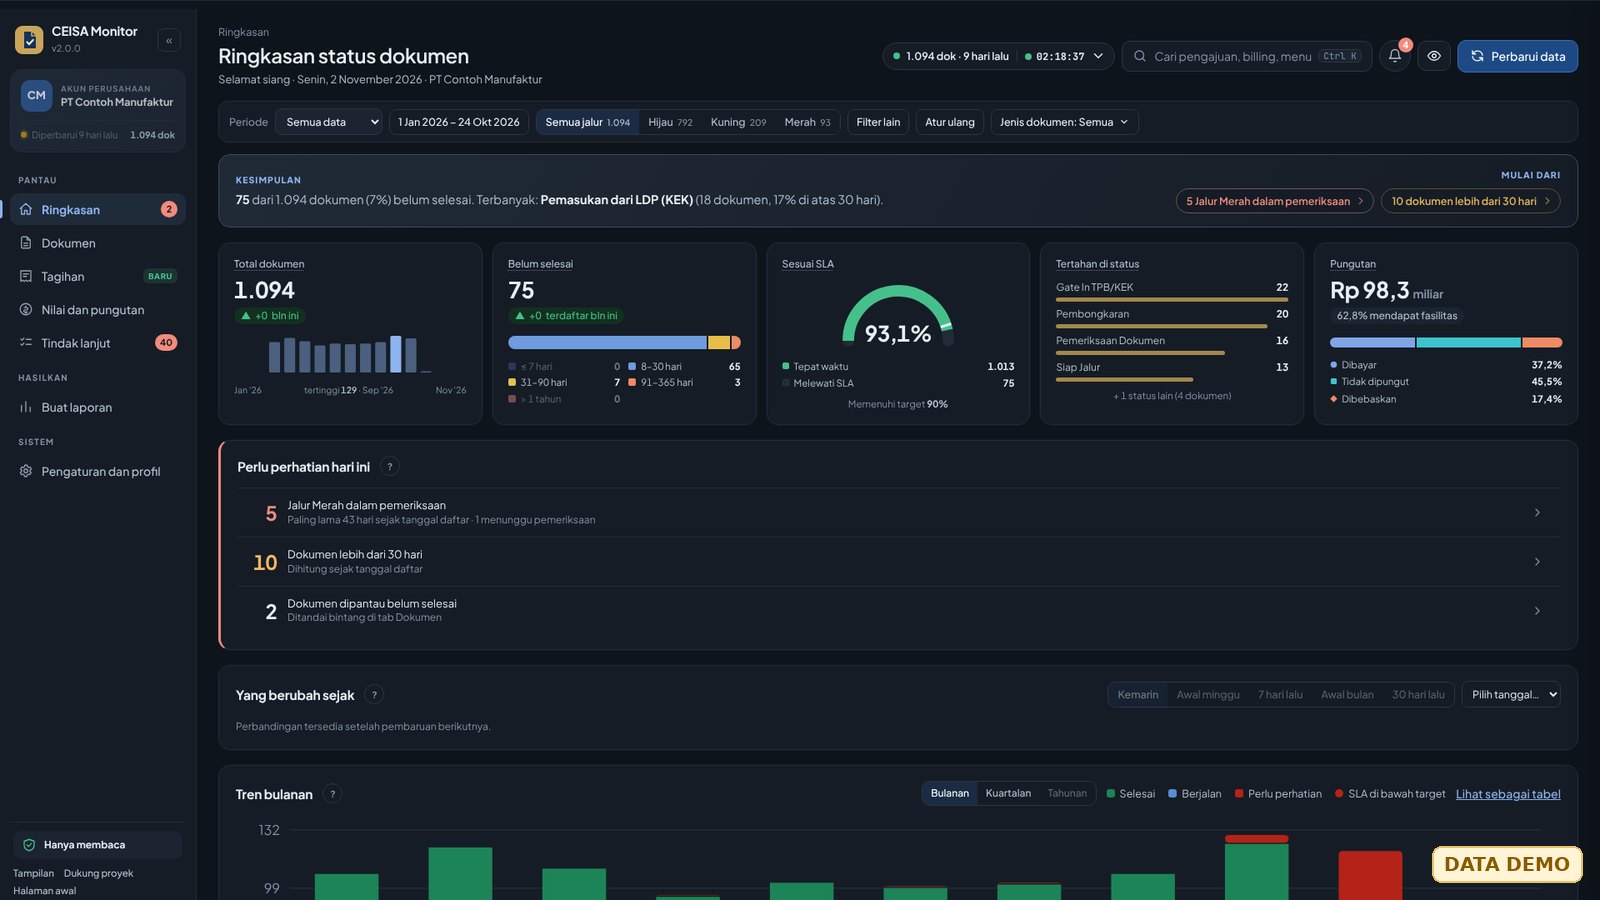 CEISA Monitor
v2.0.0
«
CM
AKUN PERUSAHAAN
PT Contoh Manufaktur
Diperbarui 9 hari lalu 1.094 dok
PANTAU
Ringkasan 2
Dokumen
Tagihan BARU
Nilai dan pungutan
Tindak lanjut 40
HASILKAN
Buat laporan
SISTEM
Pengaturan dan profil
Hanya membaca
Tampilan Dukung proyek
Halaman awal
Ringkasan
Ringkasan status dokumen
Selamat siang · Senin, 2 November 2026 · PT Contoh Manufaktur
1.094 dok · 9 hari lalu 02:18:37
Cari pengajuan, billing, menu Ctrl K
4
Perbarui data
Periode Semua data 1 Jan 2026 – 24 Okt 2026 Semua jalur 1.094 Hijau 792 Kuning 209 Merah 93 Filter lain Atur ulang Jenis dokumen: Semua
KESIMPULAN
75 dari 1.094 dokumen (7%) belum selesai. Terbanyak: Pemasukan dari LDP (KEK) (18 dokumen, 17% di atas 30 hari).
MULAI DARI
5 Jalur Merah dalam pemeriksaan 10 dokumen lebih dari 30 hari
Total dokumen
1.094
▲ +0 bln ini
Jan '26 tertinggi 129 · Sep '26 Nov '26
Belum selesai
75
▲ +0 terdaftar bln ini
≤ 7 hari 0 8–30 hari 65
31–90 hari 7 91–365 hari 3
> 1 tahun 0
Sesuai SLA
93,1%
Tepat waktu 1.013
Melewati SLA 75
Memenuhi target 90%
Tertahan di status
Gate In TPB/KEK 22
Pembongkaran 20
Pemeriksaan Dokumen 16
Siap Jalur 13
+ 1 status lain (4 dokumen)
Pungutan
Rp 98,3 miliar
62,8% mendapat fasilitas
Dibayar 37,2%
Tidak dipungut 45,5%
Dibebaskan 17,4%
Perlu perhatian hari ini ?
5 Jalur Merah dalam pemeriksaan
Paling lama 43 hari sejak tanggal daftar · 1 menunggu pemeriksaan
10 Dokumen lebih dari 30 hari
Dihitung sejak tanggal daftar
2 Dokumen dipantau belum selesai
Ditandai bintang di tab Dokumen
Yang berubah sejak ?
Kemarin Awal minggu 7 hari lalu Awal bulan 30 hari lalu Pilih tanggal...
Perbandingan tersedia setelah pembaruan berikutnya.
Tren bulanan ?
Bulanan Kuartalan Tahunan Selesai Berjalan Perlu perhatian SLA di bawah target Lihat sebagai tabel
132
99
DATA DEMO